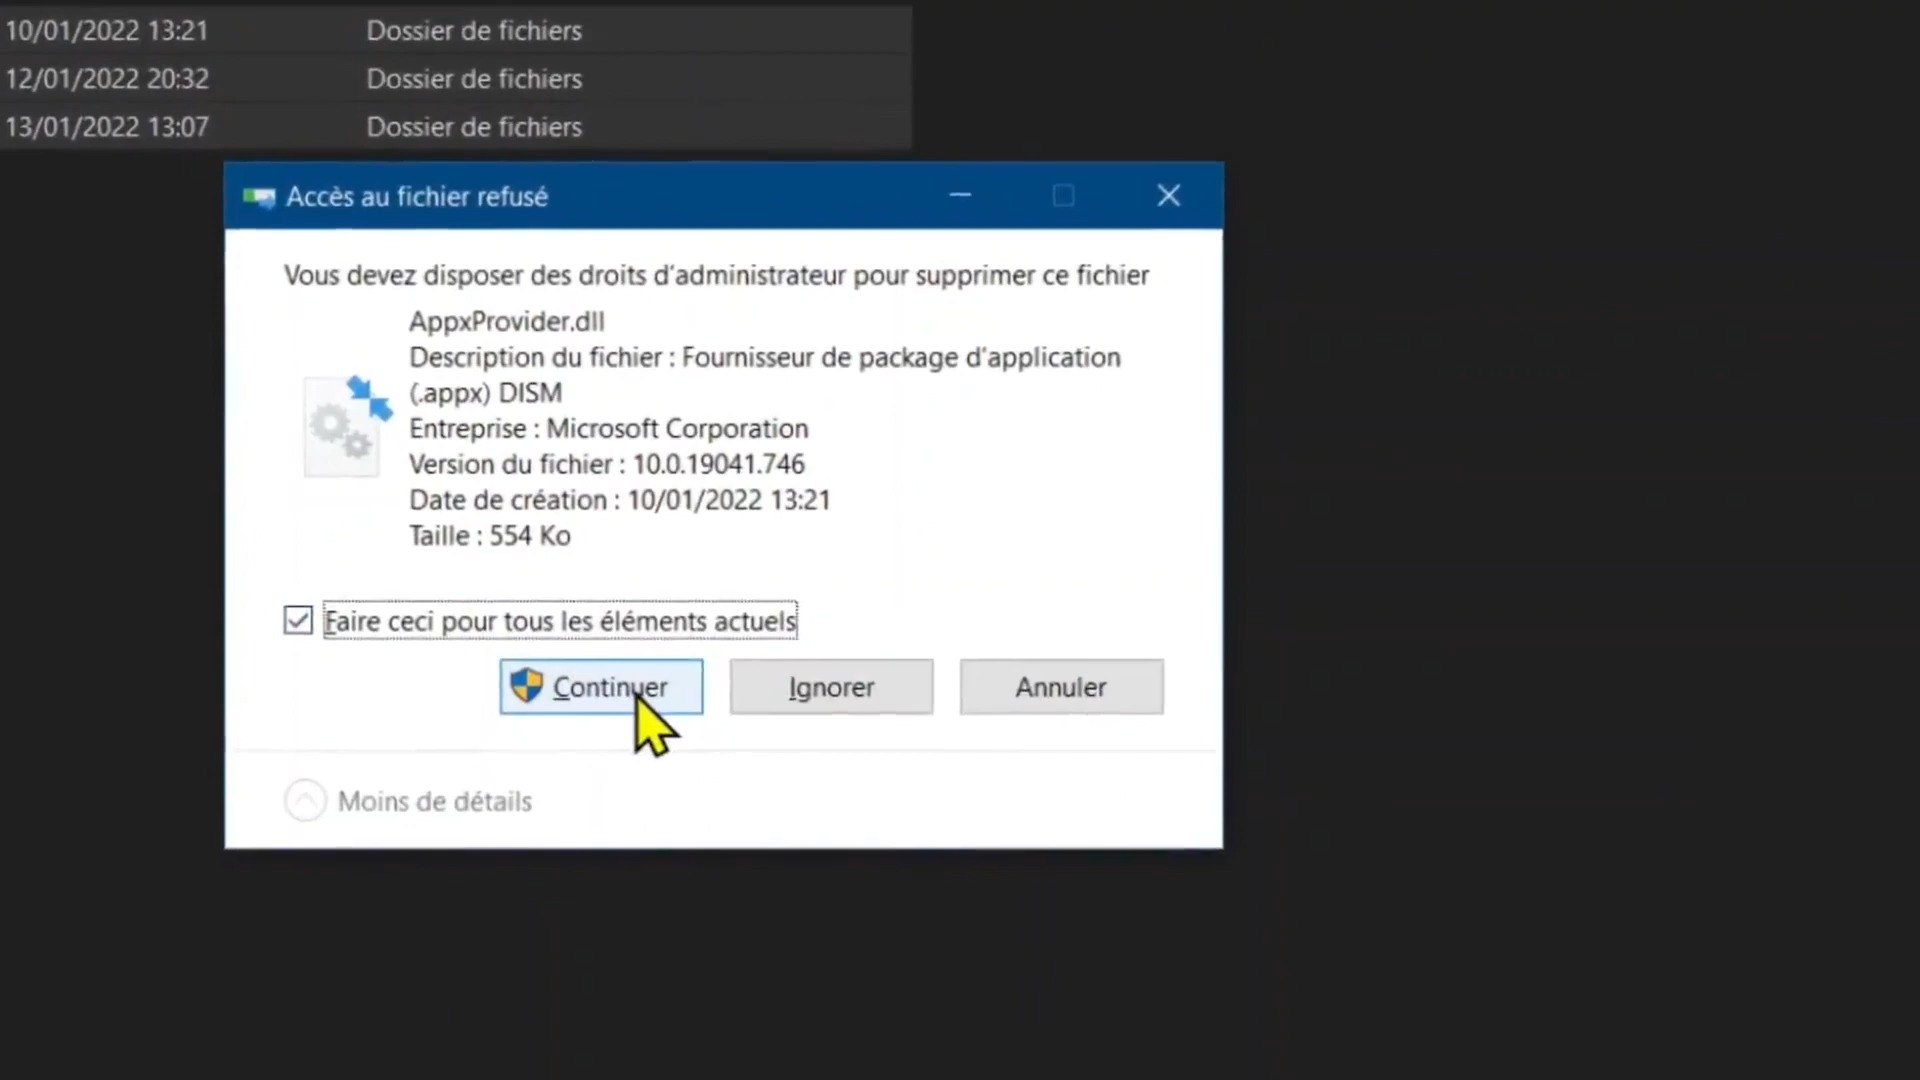 10/01/2022 13:21 Dossier de fichiers
12/01/2022 20:32 Dossier de fichiers
13/01/2022 13:07 Dossier de fichiers
Accès au fichier refusé
Vous devez disposer des droits d'administrateur pour supprimer ce fichier
AppxProvider.dll
Description du fichier : Fournisseur de package d'application
(.appx) DISM
Entreprise : Microsoft Corporation
Version du fichier : 10.0.19041.746
Date de création : 10/01/2022 13:21
Taille : 554 Ko
Faire ceci pour tous les éléments actuels
Continuer Ignorer Annuler
Moins de détails